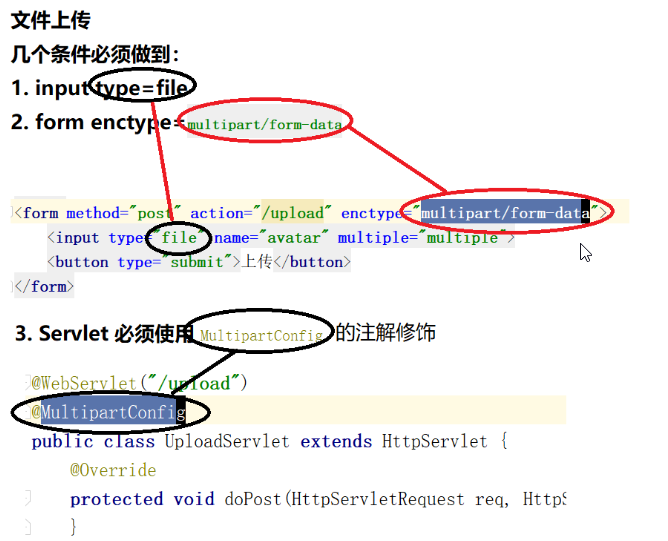 文件上传
几个条件必须做到：
1. input type=file
2. form enctype=multipart/form-data
<form method="post" action="/upload" enctype="multipart/form-data">
<input type="file" name="avatar" multiple="multiple">
<button type="submit">上传</button>
</form>
3. Servlet 必须使用 MultipartConfig 的注解修饰
@WebServlet("/upload")
@MultipartConfig
public class UploadServlet extends HttpServlet {
@Override
protected void doPost(HttpServletRequest req, HttpS
}